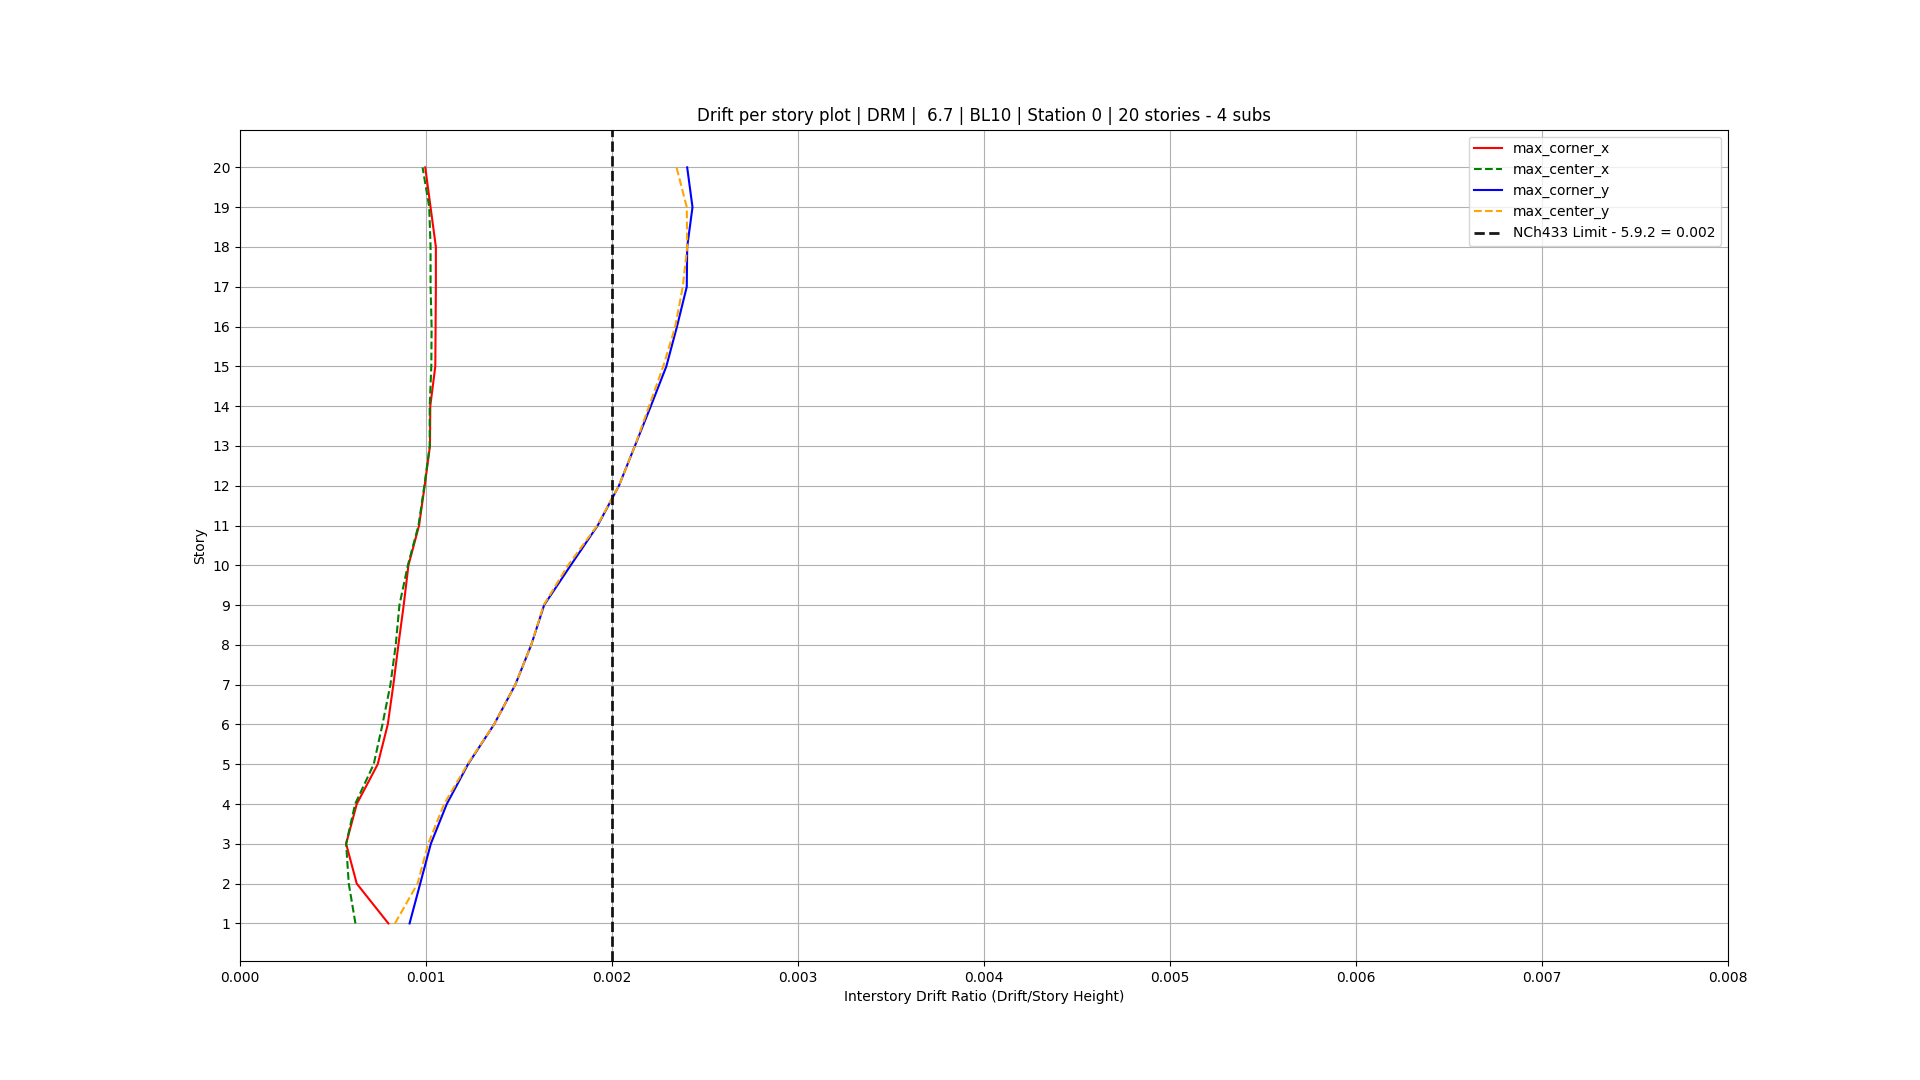 Drift per story plot | DRM |  6.7 | BL10 | Station 0 | 20 stories - 4 subs
max_corner_x
max_center_x
max_corner_y
max_center_y
NCh433 Limit - 5.9.2 = 0.002
Story
20
19
18
17
16
15
14
13
12
11
10
9
8
7
6
5
4
3
2
1
0.000 0.001 0.002 0.003 0.004 0.005 0.006 0.007 0.008
Interstory Drift Ratio (Drift/Story Height)